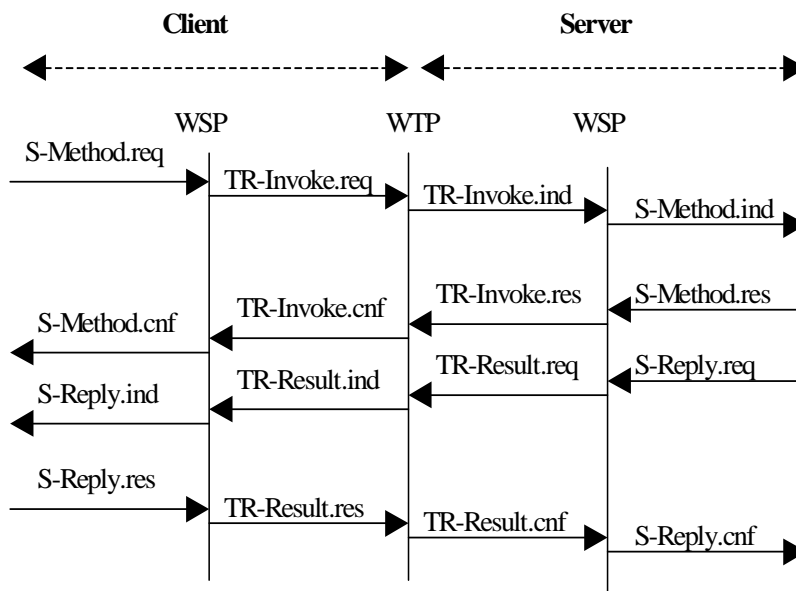 Client
Server
WSP
WTP
WSP
S-Method.req
TR-Invoke.req
TR-Invoke.ind
S-Method.ind
S-Method.cnf
TR-Invoke.cnf
TR-Invoke.res
S-Method.res
S-Reply.ind
TR-Result.ind
TR-Result.req
S-Reply.req
S-Reply.res
TR-Result.res
TR-Result.cnf
S-Reply.cnf